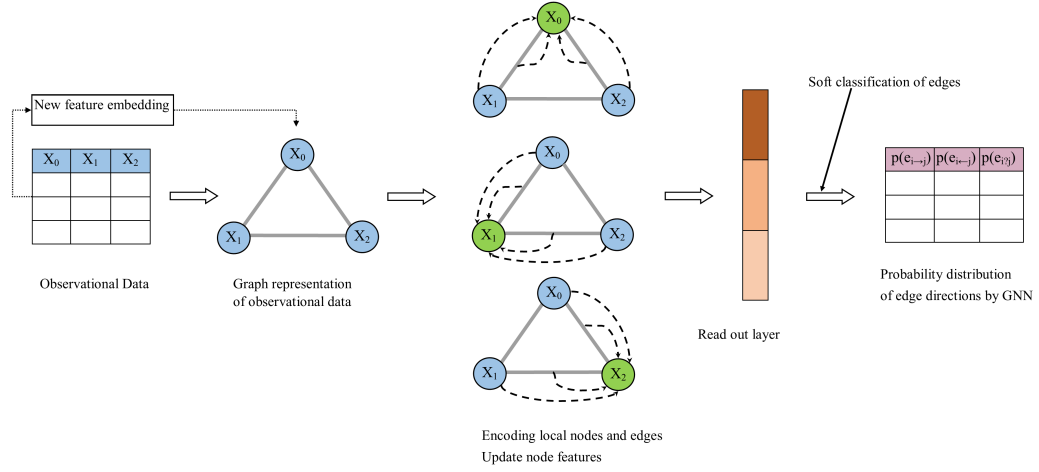 New feature embedding
X0 X1 X2
Observational Data
X0
X1
X2
Graph representation
of observational data
X0
X1
X2
X0
X1
X2
X0
X1
X2
Encoding local nodes and edges
Update node features
Read out layer
Soft classification of edges
p(ei→j) p(ei←j) p(ei?j)
Probability distribution
of edge directions by GNN